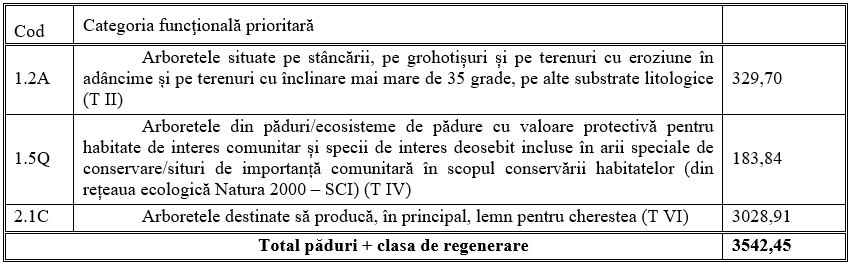 Cod
Categoria funcţională prioritară
1.2A
Arboretele situate pe stâncării, pe grohotișuri și pe terenuri cu eroziune în
adâncime și pe terenuri cu înclinare mai mare de 35 grade, pe alte substrate litologice
(T II)
329,70
1.5Q
Arboretele din păduri/ecosisteme de pădure cu valoare protectivă pentru
habitate de interes comunitar și specii de interes deosebit incluse în arii speciale de
conservare/situri de importanță comunitară în scopul conservării habitatelor (din
rețeaua ecologică Natura 2000 – SCI) (T IV)
183,84
2.1C
Arboretele destinate să producă, în principal, lemn pentru cherestea (T VI)
3028,91
Total păduri + clasa de regenerare
3542,45